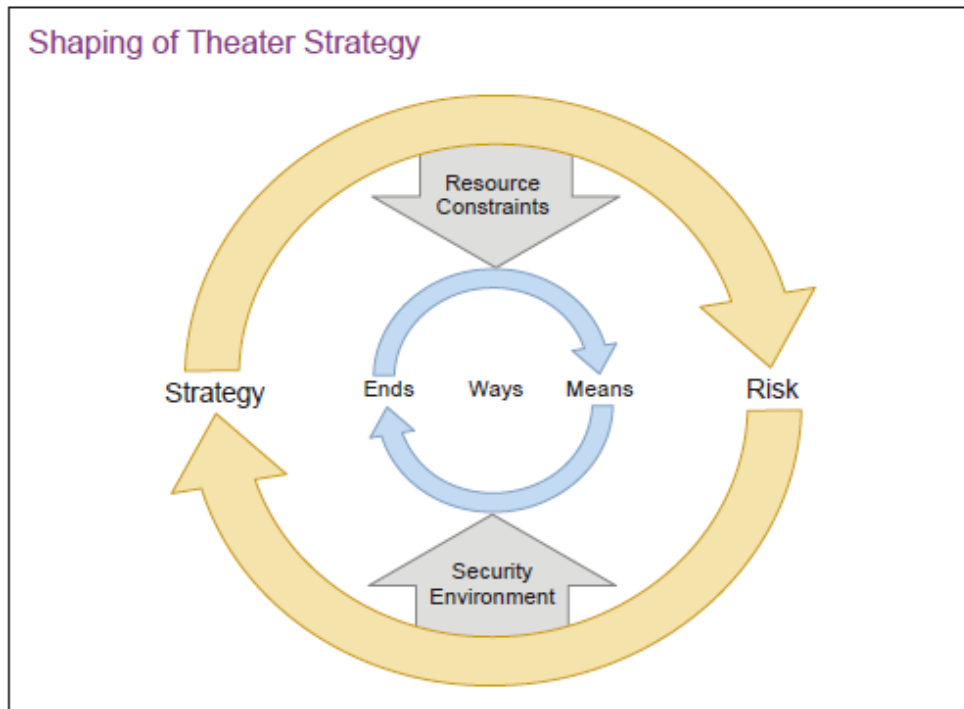 Shaping of Theater Strategy
Resource
Constraints
Strategy
Ends
Ways
Means
Risk
Security
Environment